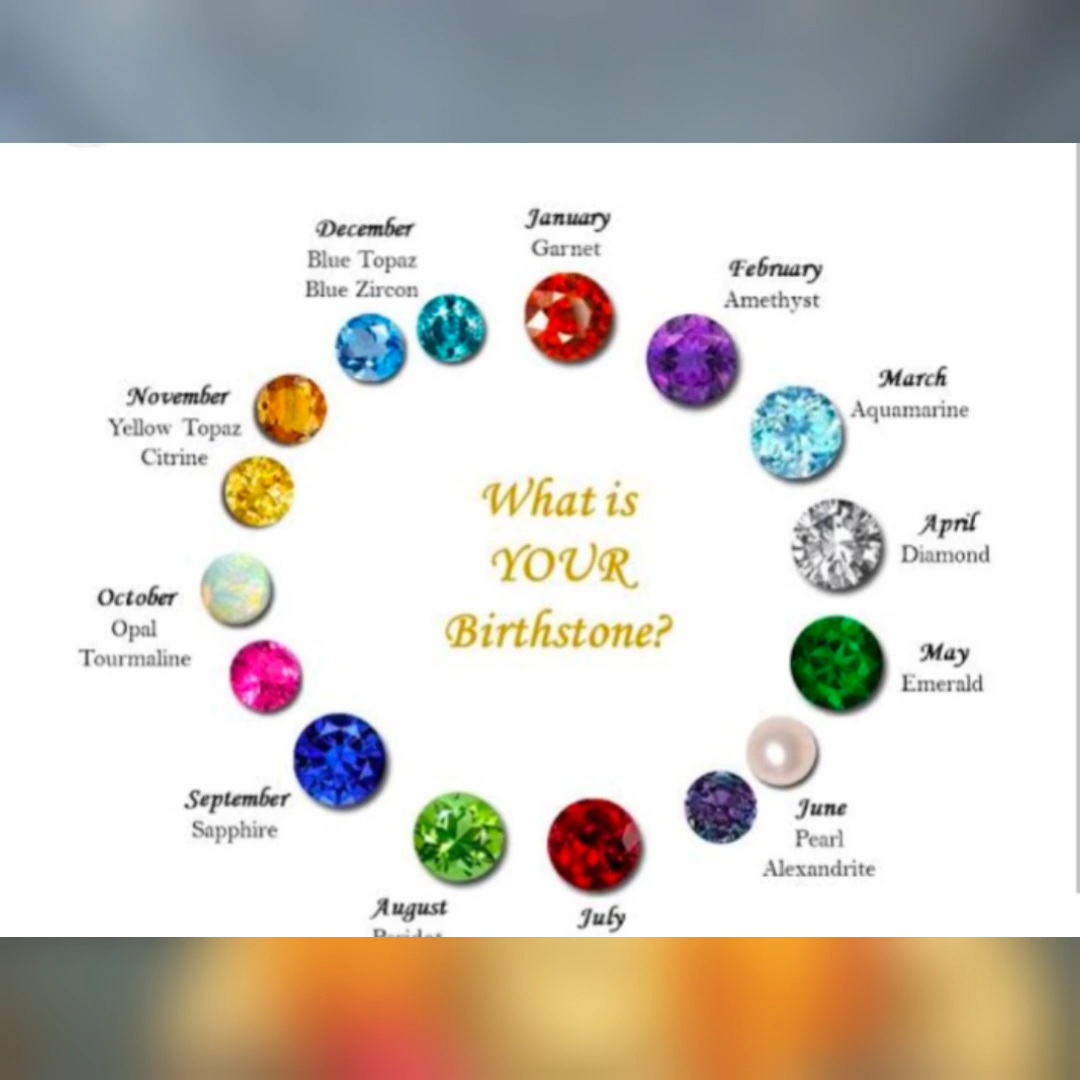 January
Garnet
February
Amethyst
March
Aquamarine
April
Diamond
May
Emerald
June
Pearl
Alexandrite
July
August
September
Sapphire
October
Opal
Tourmaline
November
Yellow Topaz
Citrine
December
Blue Topaz
Blue Zircon
What is
YOUR
Birthstone?